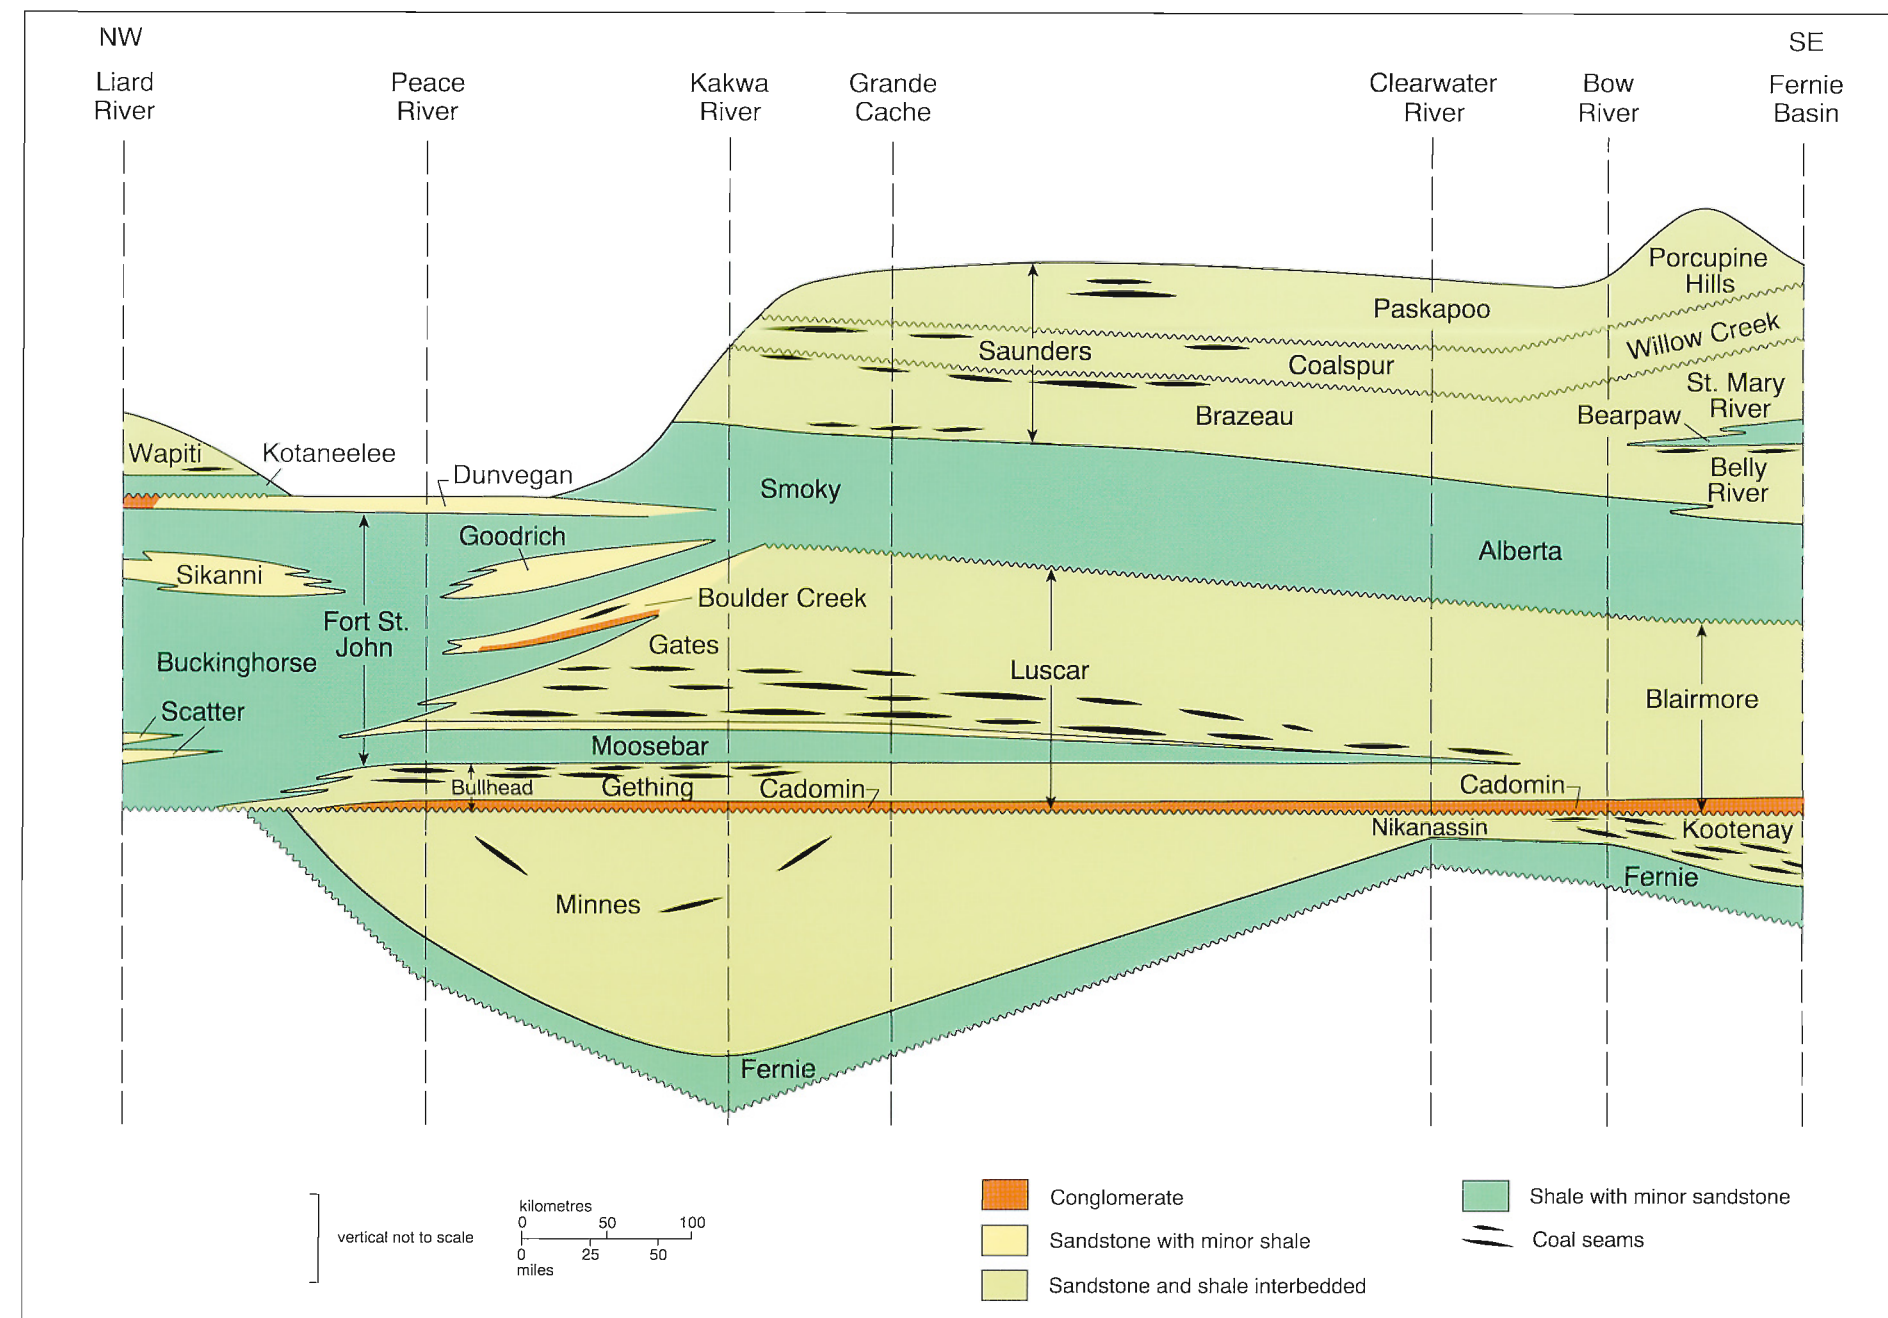 NW
SE
Liard
River
Peace
River
Kakwa
River
Grande
Cache
Clearwater
River
Bow
River
Fernie
Basin
Porcupine
Hills
Paskapoo
Willow Creek
Saunders
Coalspur
St. Mary
River
Brazeau
Bearpaw
Wapiti
Kotaneelee
Dunvegan
Belly
River
Smoky
Goodrich
Alberta
Sikanni
Boulder Creek
Fort St.
John
Gates
Buckinghorse
Luscar
Blairmore
Scatter
Moosebar
Bullhead
Gething
Cadomin
Cadomin
Nikanassin
Kootenay
Fernie
Minnes
Fernie
vertical not to scale
kilometres
0 50 100
0 25 50
miles
Conglomerate
Sandstone with minor shale
Sandstone and shale interbedded
Shale with minor sandstone
Coal seams